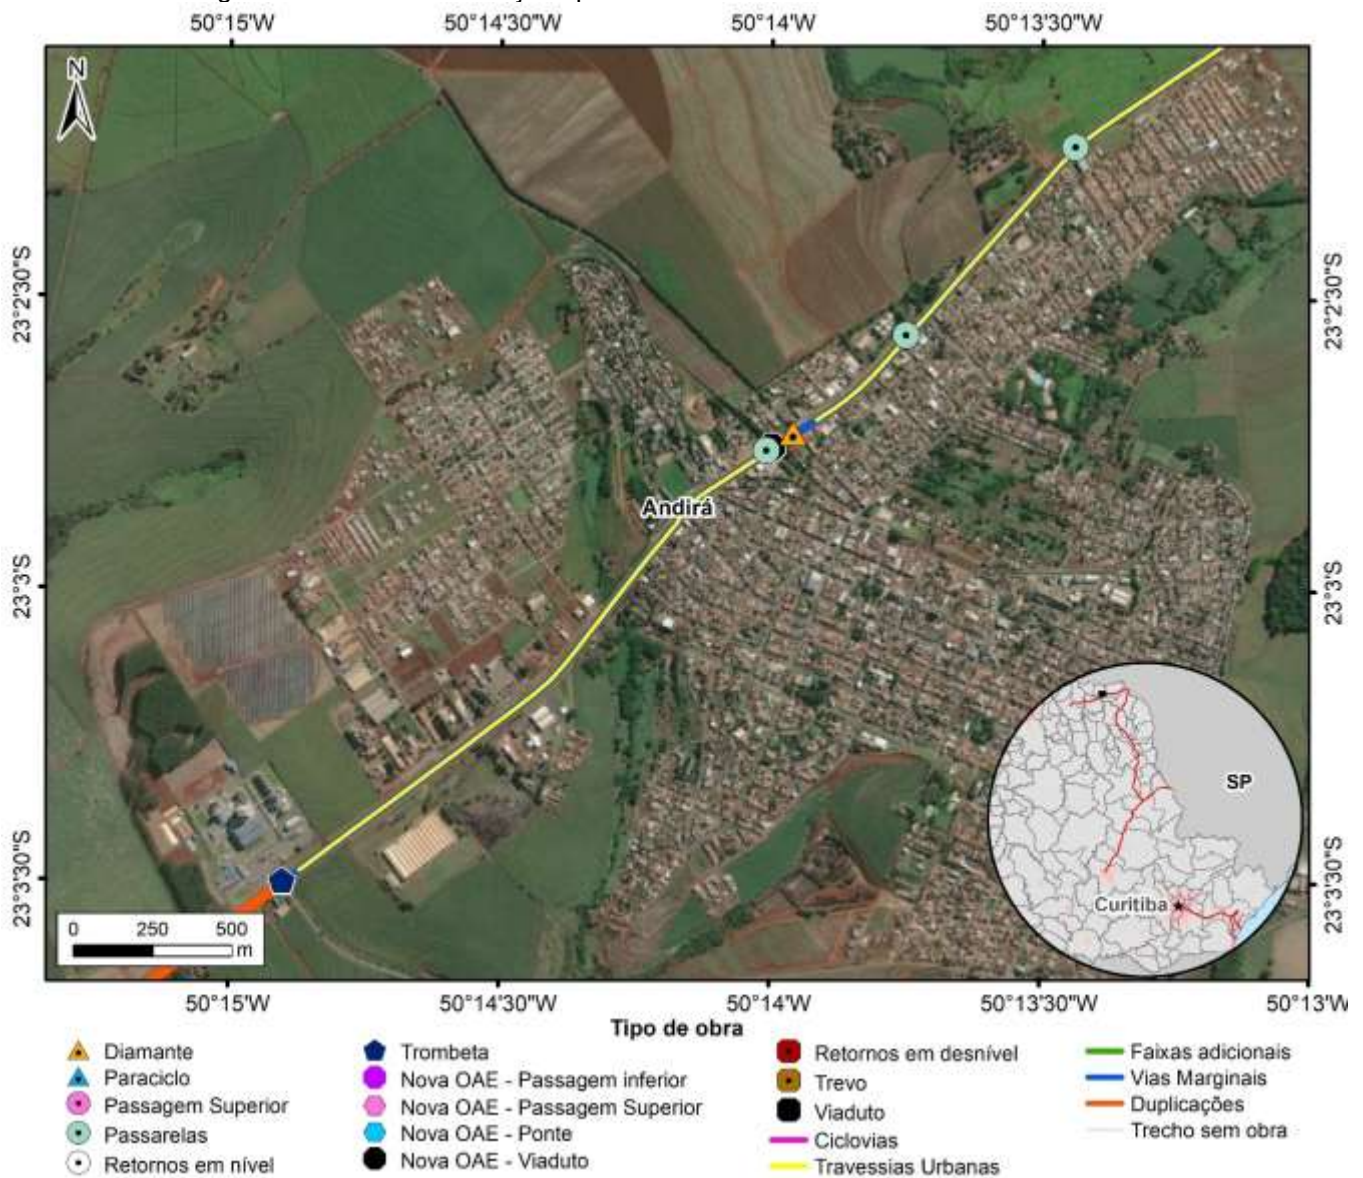 50°15'W 50°14'30"W 50°14'W 50°13'30"W
N
23°2'30"S 23°2'30"S
Andirá
23°3'S 23°3'S
SP
23°3'30"S 23°3'30"S
Curitiba
0 250 500
m
50°15'W 50°14'30"W 50°14'W 50°13'30"W 50°13'W
Tipo de obra
Diamante
Paraciclo
Passagem Superior
Passarelas
Retornos em nível
Trombeta
Nova OAE - Passagem inferior
Nova OAE - Passagem Superior
Nova OAE - Ponte
Nova OAE - Viaduto
Retornos em desnível
Trevo
Viaduto
Ciclovias
Travessias Urbanas
Faixas adicionais
Vias Marginais
Duplicações
Trecho sem obra